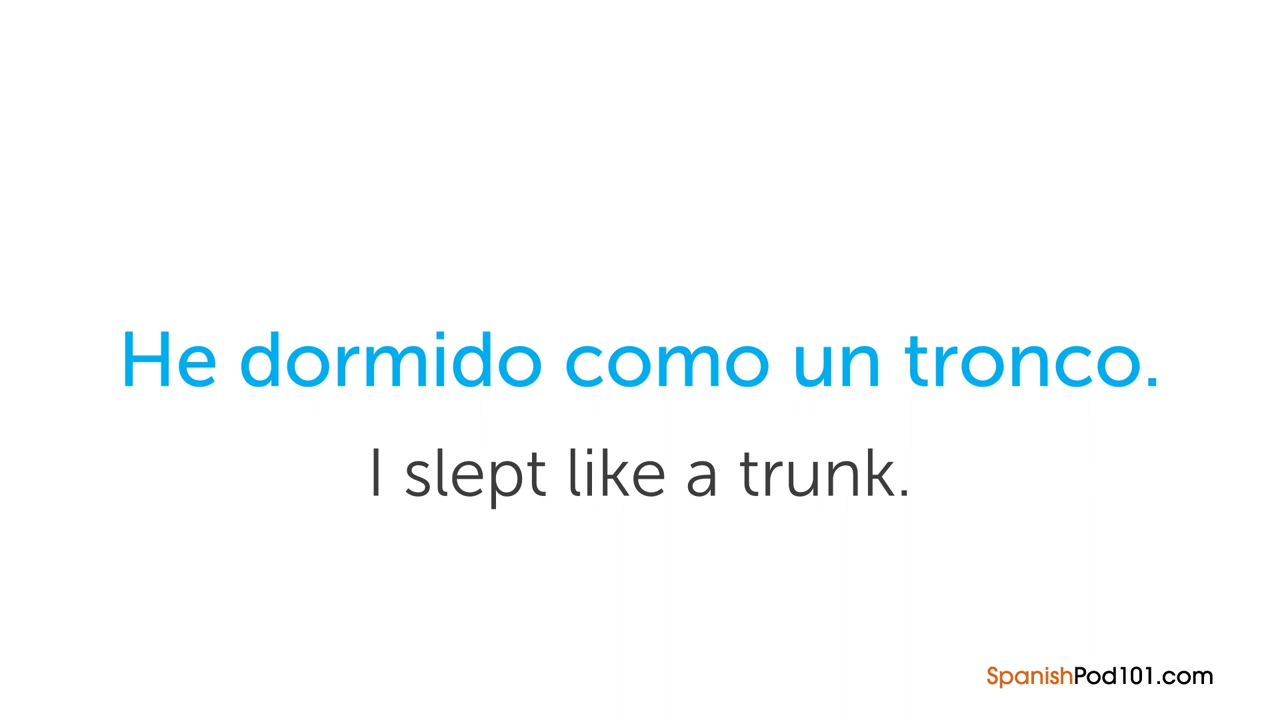 He dormido como un tronco.
I slept like a trunk.
SpanishPod101.com